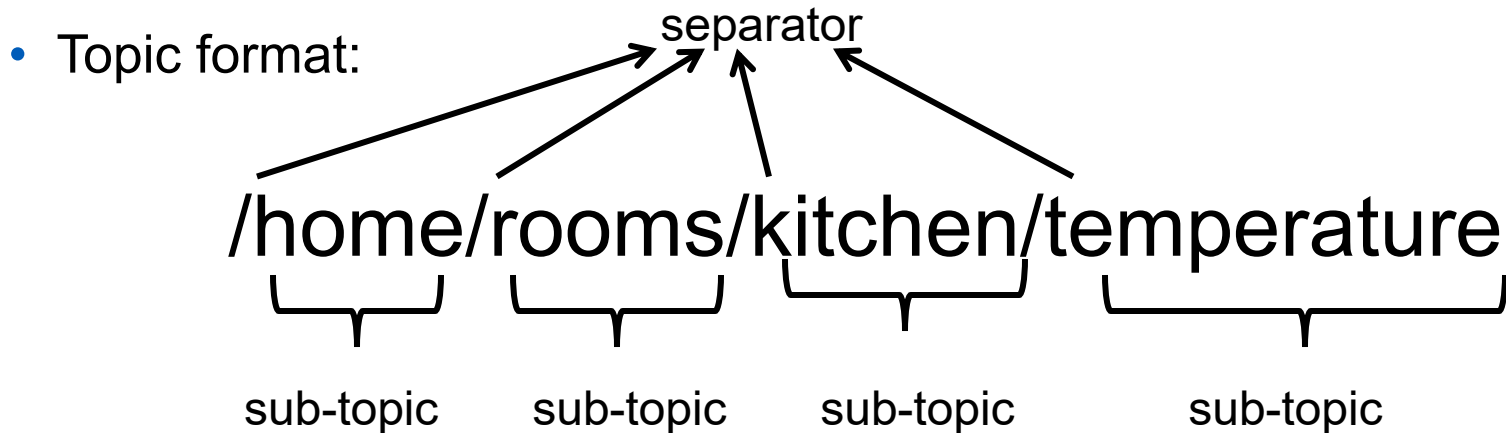 separator
• Topic format:
/home/rooms/kitchen/temperature
sub-topic sub-topic sub-topic sub-topic